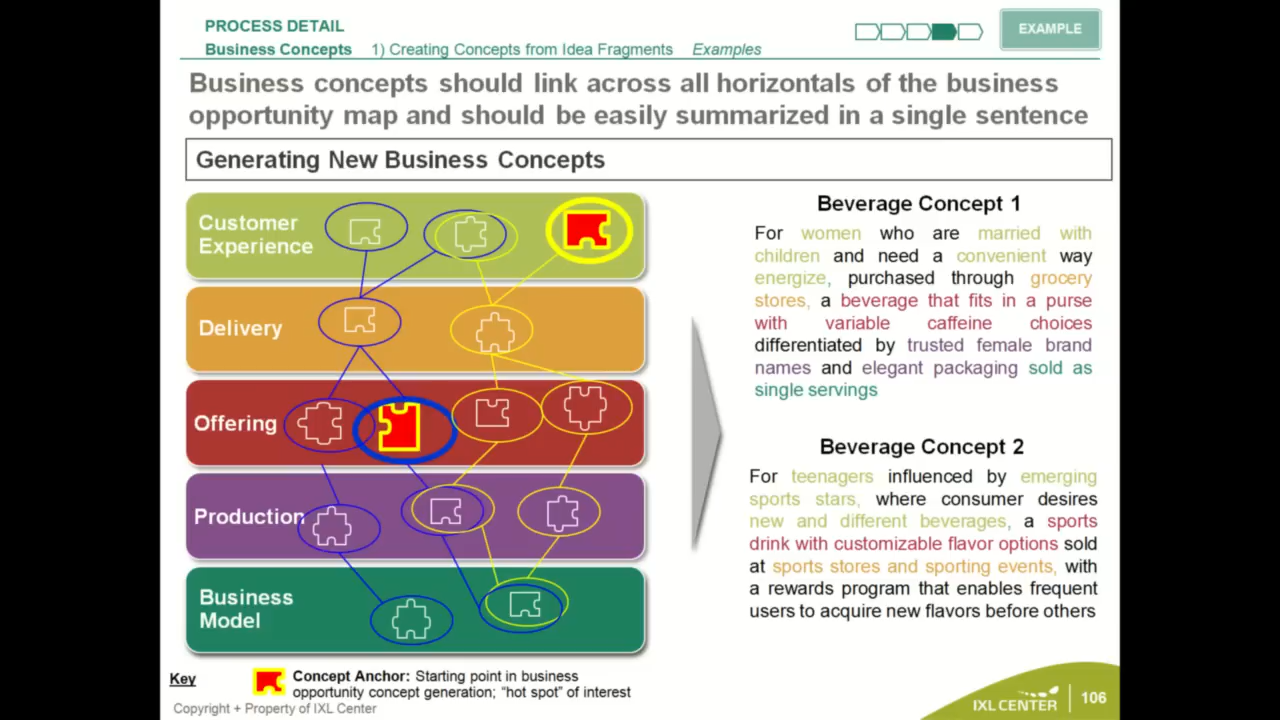 PROCESS DETAIL
Business Concepts 1) Creating Concepts from Idea Fragments Examples
EXAMPLE
Business concepts should link across all horizontals of the business
opportunity map and should be easily summarized in a single sentence
Generating New Business Concepts
Customer
Experience
Delivery
Offering
Production
Business
Model
Beverage Concept 1
For women who are married with
children and need a convenient way
energize, purchased through grocery
stores, a beverage that fits in a purse
with variable caffeine choices
differentiated by trusted female brand
names and elegant packaging sold as
single servings
Beverage Concept 2
For teenagers influenced by emerging
sports stars, where consumer desires
new and different beverages, a sports
drink with customizable flavor options sold
at sports stores and sporting events, with
a rewards program that enables frequent
users to acquire new flavors before others
Key
Concept Anchor: Starting point in business
opportunity concept generation; “hot spot” of interest
Copyright + Property of IXL Center
IXL CENTER
106